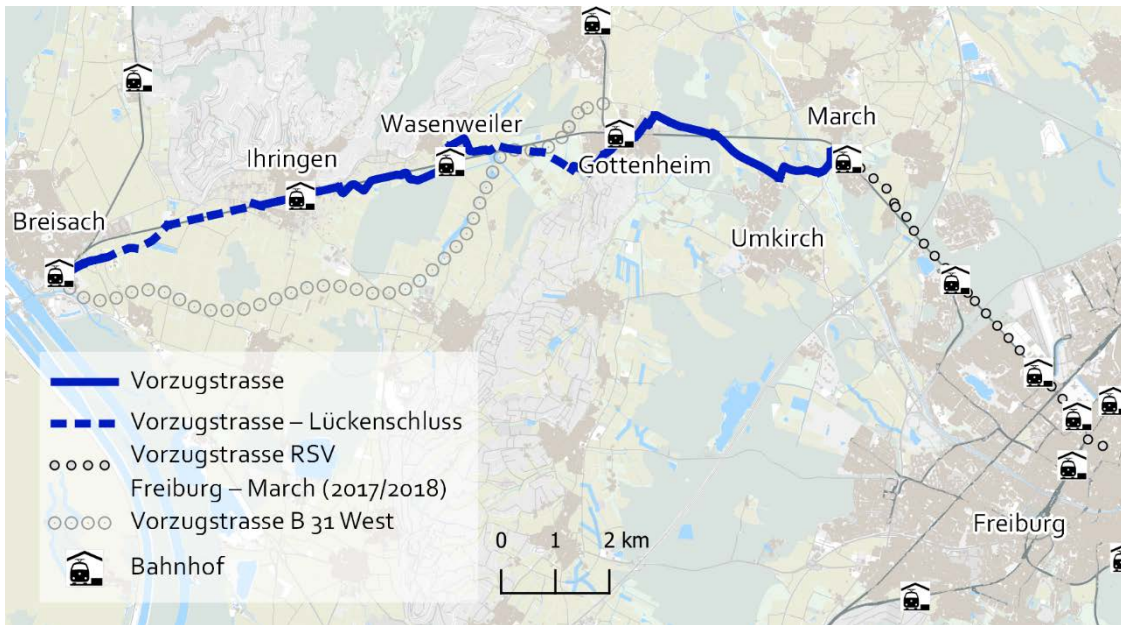 March
Wasenweiler
Ihringen
Gottenheim
Breisach
Umkirch
Vorzugstrasse
Vorzugstrasse – Lückenschluss
Vorzugstrasse RSV
Freiburg – March (2017/2018)
Vorzugstrasse B 31 West
Bahnhof
0 1 2 km
Freiburg